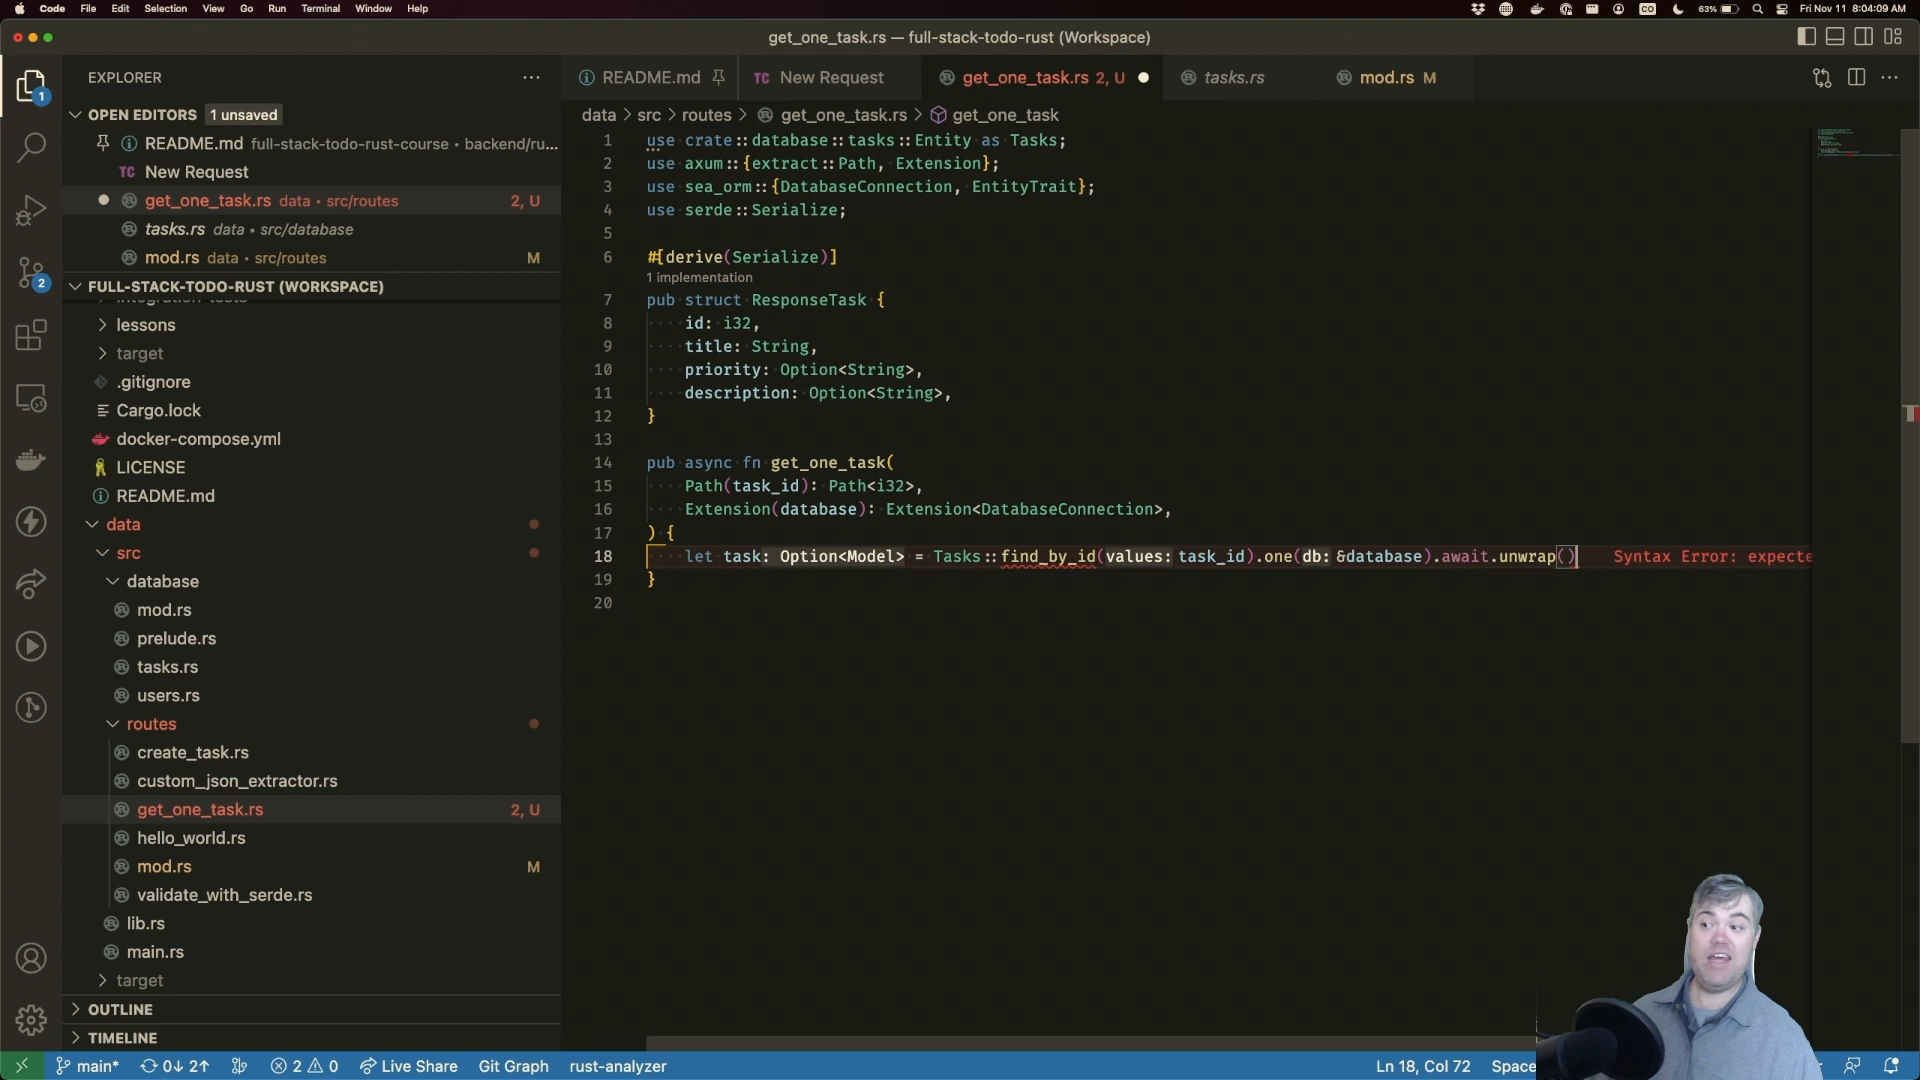 Code File Edit Selection View Go Run Terminal Window Help
CO 63% Fri Nov 11 8:04:09 AM
get_one_task.rs — full-stack-todo-rust (Workspace)
EXPLORER
README.md
TC New Request
get_one_task.rs 2, U
tasks.rs
mod.rs M
OPEN EDITORS 1 unsaved
README.md full-stack-todo-rust-course • backend/ru...
TC New Request
get_one_task.rs data • src/routes 2, U
tasks.rs data • src/database
mod.rs data • src/routes M
FULL-STACK-TODO-RUST (WORKSPACE)
integration-tests
lessons
target
.gitignore
Cargo.lock
docker-compose.yml
LICENSE
README.md
data
src
database
mod.rs
prelude.rs
tasks.rs
users.rs
routes
create_task.rs
custom_json_extractor.rs
get_one_task.rs 2, U
hello_world.rs
mod.rs M
validate_with_serde.rs
lib.rs
main.rs
target
OUTLINE
TIMELINE
1
2
data > src > routes > get_one_task.rs > get_one_task
1 use crate::database::tasks::Entity as Tasks;
2 use axum::{extract::Path, Extension};
3 use sea_orm::{DatabaseConnection, EntityTrait};
4 use serde::Serialize;
5
6 #[derive(Serialize)]
1 implementation
7 pub struct ResponseTask {
8 id: i32,
9 title: String,
10 priority: Option<String>,
11 description: Option<String>,
12 }
13
14 pub async fn get_one_task(
15 Path(task_id): Path<i32>,
16 Extension(database): Extension<DatabaseConnection>,
17 ) {
18 let task: Option<Model> = Tasks::find_by_id(values: task_id).one(db: &database).await.unwrap() Syntax Error: expecte
19 }
20
main* 0↓ 2↑ 2 0 Live Share Git Graph rust-analyzer Ln 18, Col 72 Space